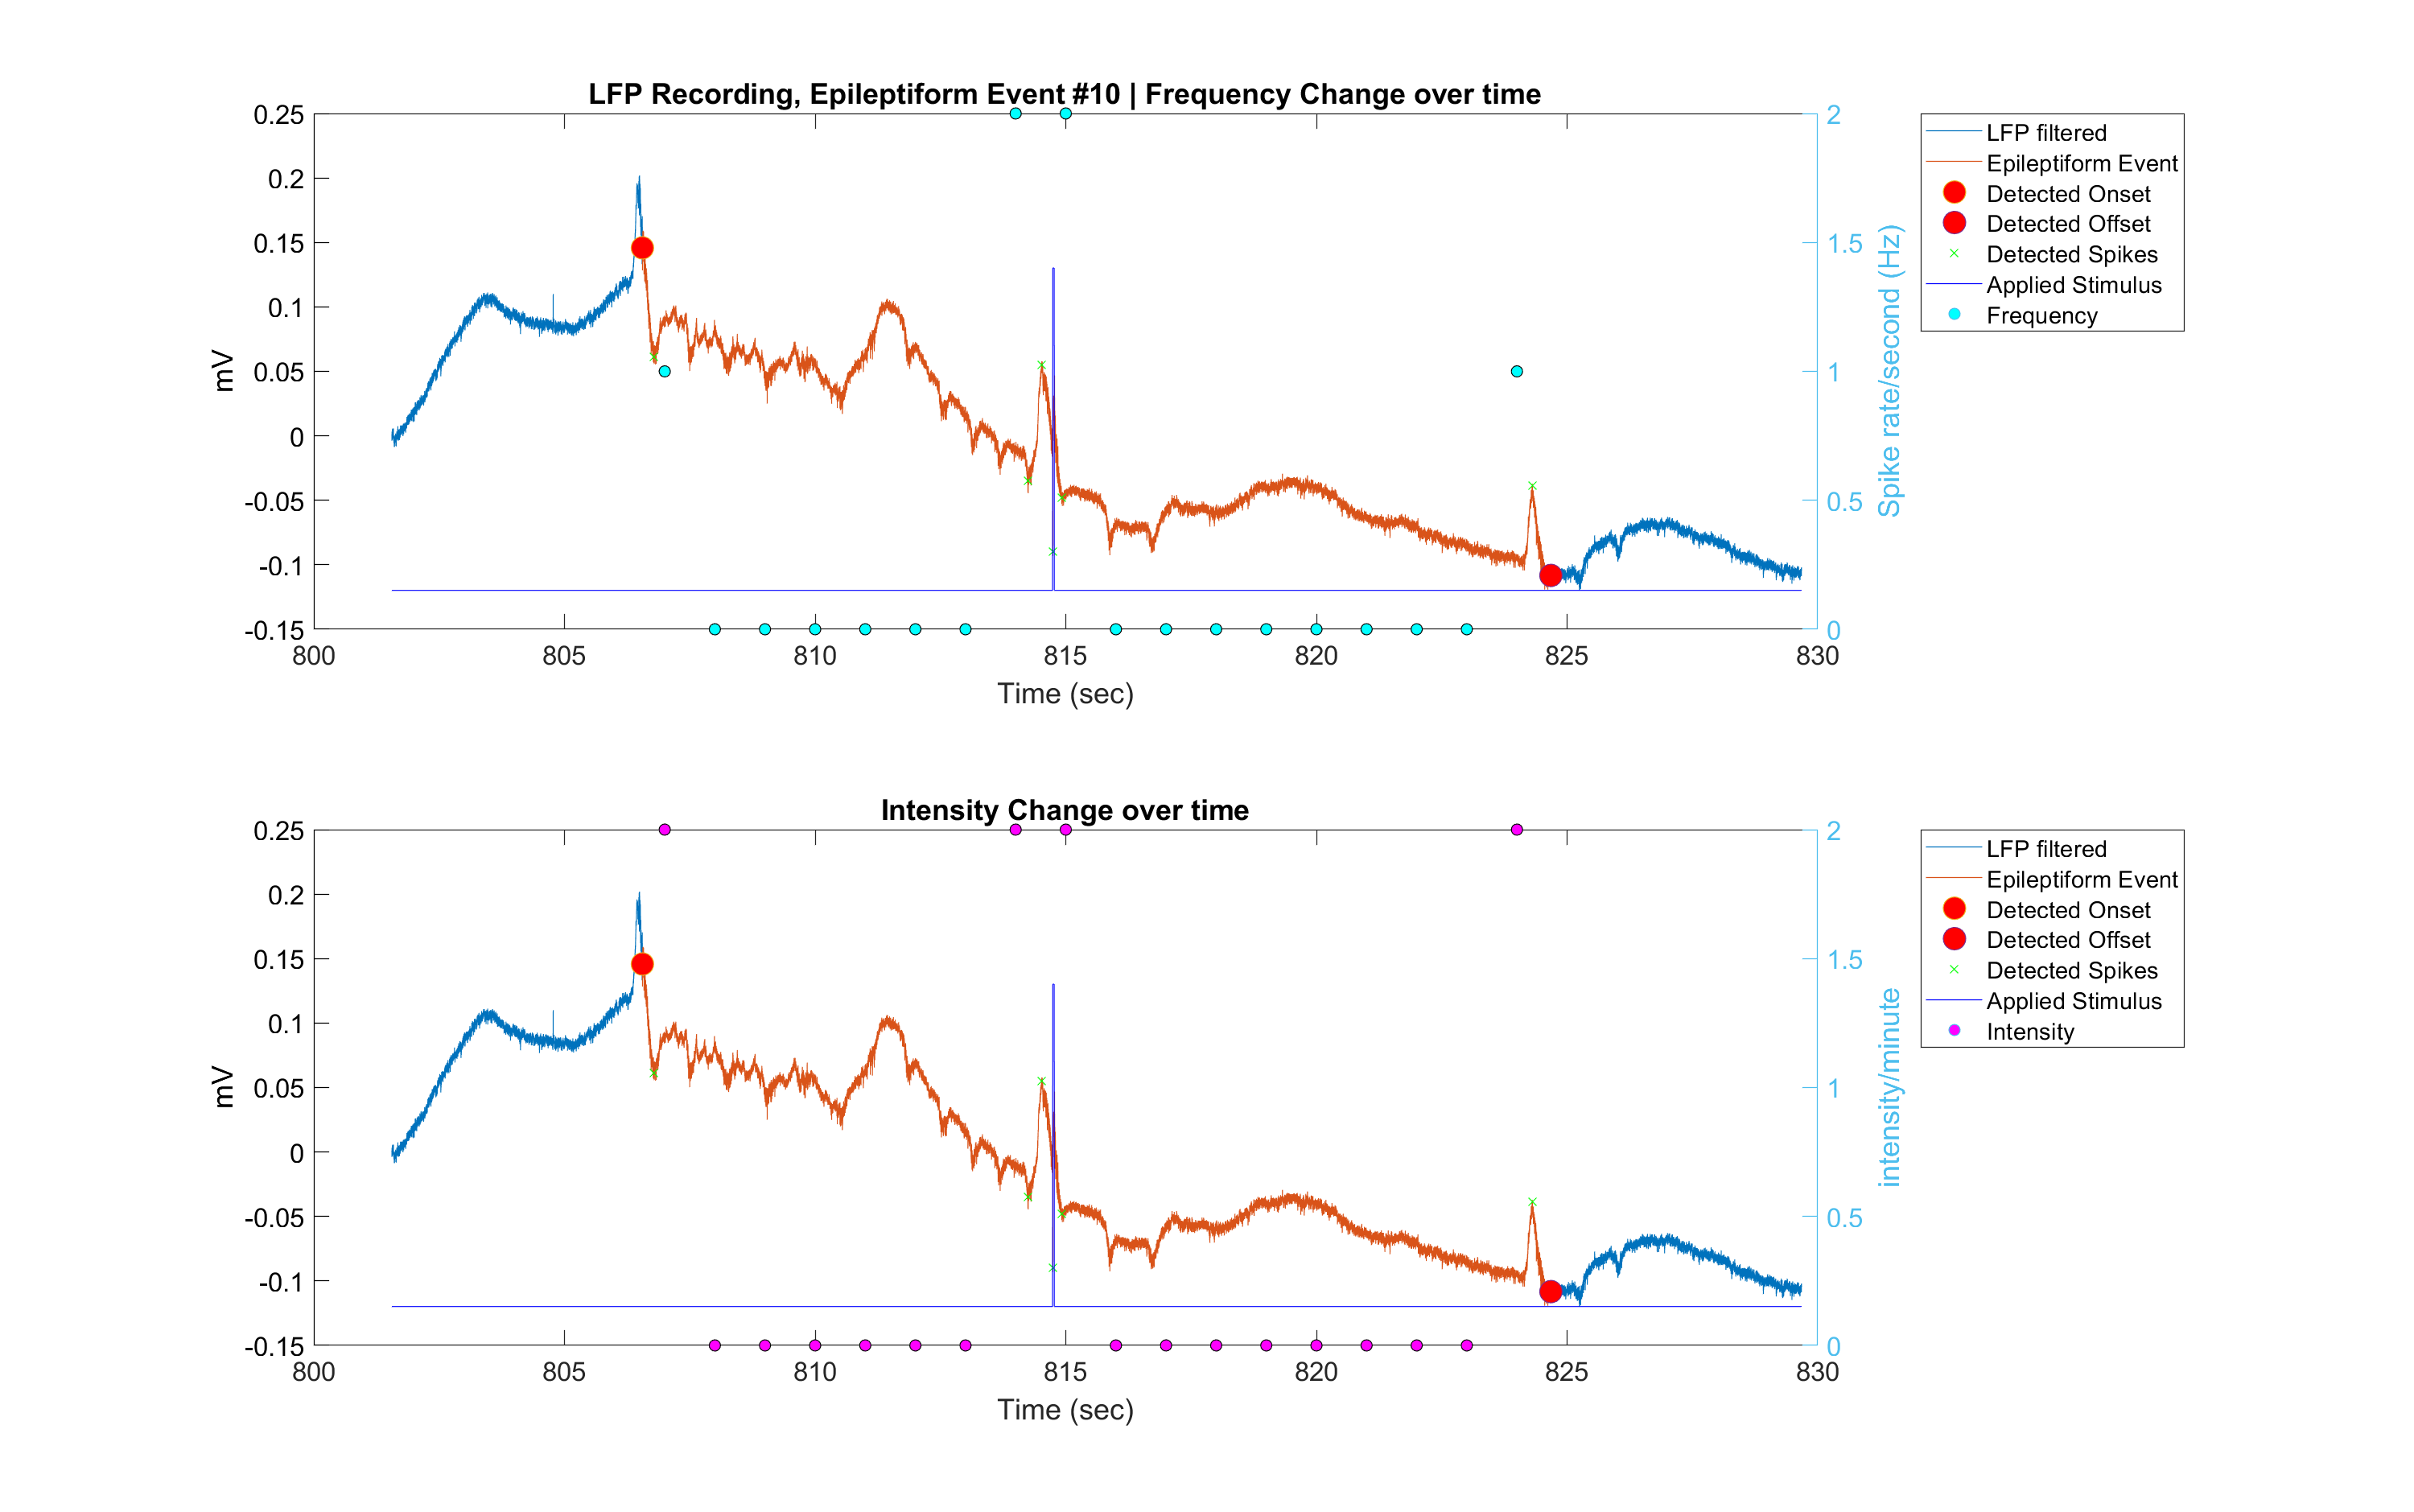 LFP Recording, Epileptiform Event #10 | Frequency Change over time
0.25
0.2
0.15
0.1
0.05
0
-0.05
-0.1
-0.15
mV
800
805
810
815
820
825
830
Time (sec)
2
1.5
1
0.5
0
Spike rate/second (Hz)
LFP filtered
Epileptiform Event
Detected Onset
Detected Offset
Detected Spikes
Applied Stimulus
Frequency
Intensity Change over time
0.25
0.2
0.15
0.1
0.05
0
-0.05
-0.1
-0.15
mV
800
805
810
815
820
825
830
Time (sec)
2
1.5
1
0.5
0
intensity/minute
LFP filtered
Epileptiform Event
Detected Onset
Detected Offset
Detected Spikes
Applied Stimulus
Intensity